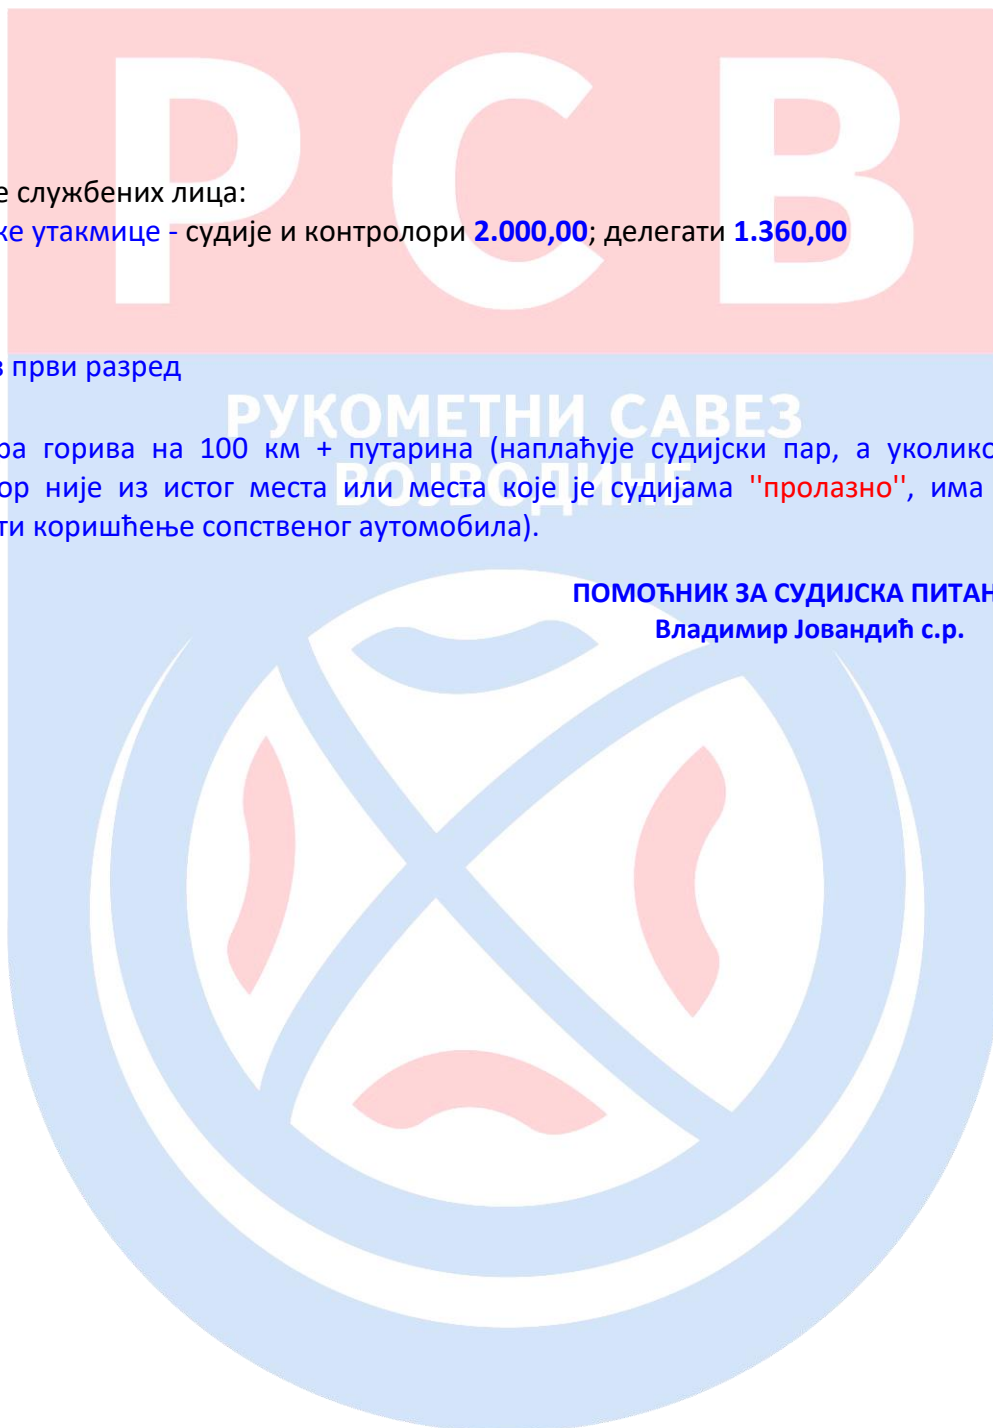 РСВ
е службених лица:
ке утакмице - судије и контролори 2.000,00; делегати 1.360,00
в први разред
РУКОМЕТНИ САВЕЗ
ра горива на 100 км + путарина (наплаћује судијски пар, а уколико
ВОЈВОДИНЕ
ор није из истог места или места које је судијама ''пролазно'', има
ти коришћење сопственог аутомобила).
ПОМОЋНИК ЗА СУДИЈСКА ПИТАН
Владимир Јовандић с.р.